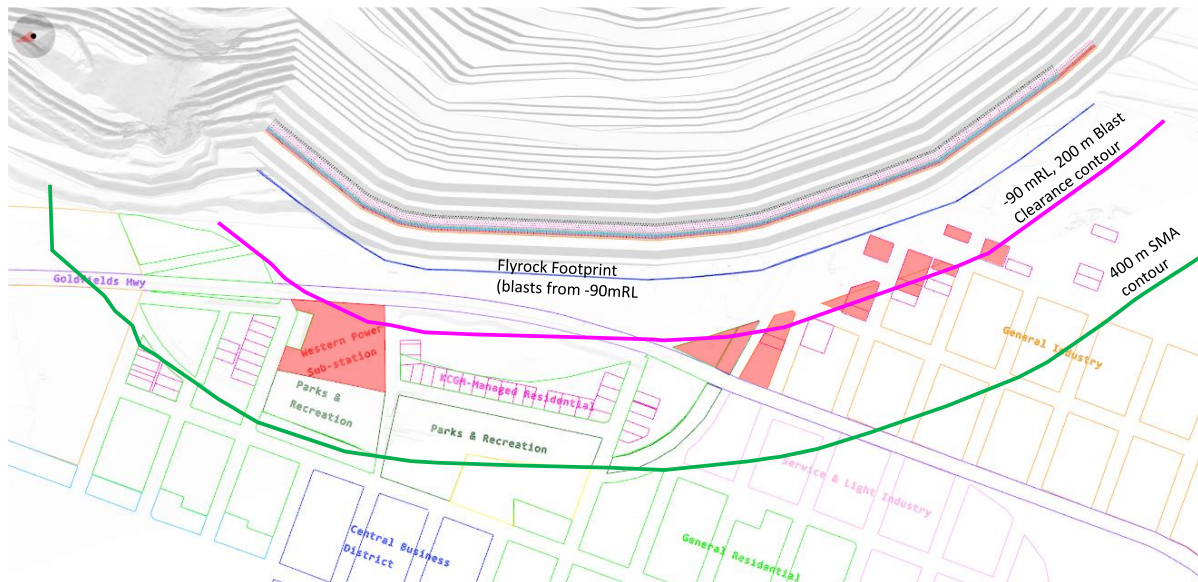 -90 mRL, 200 m Blast
Clearance contour
400 m SMA
contour
Flyrock Footprint
(blasts from -90mRL
Goldfields Hwy
Western Power
Sub-station
General Industry
Parks &
Recreation
KCGM-Managed Residential
Parks & Recreation
Service & Light Industry
Central Business
District
General Residential